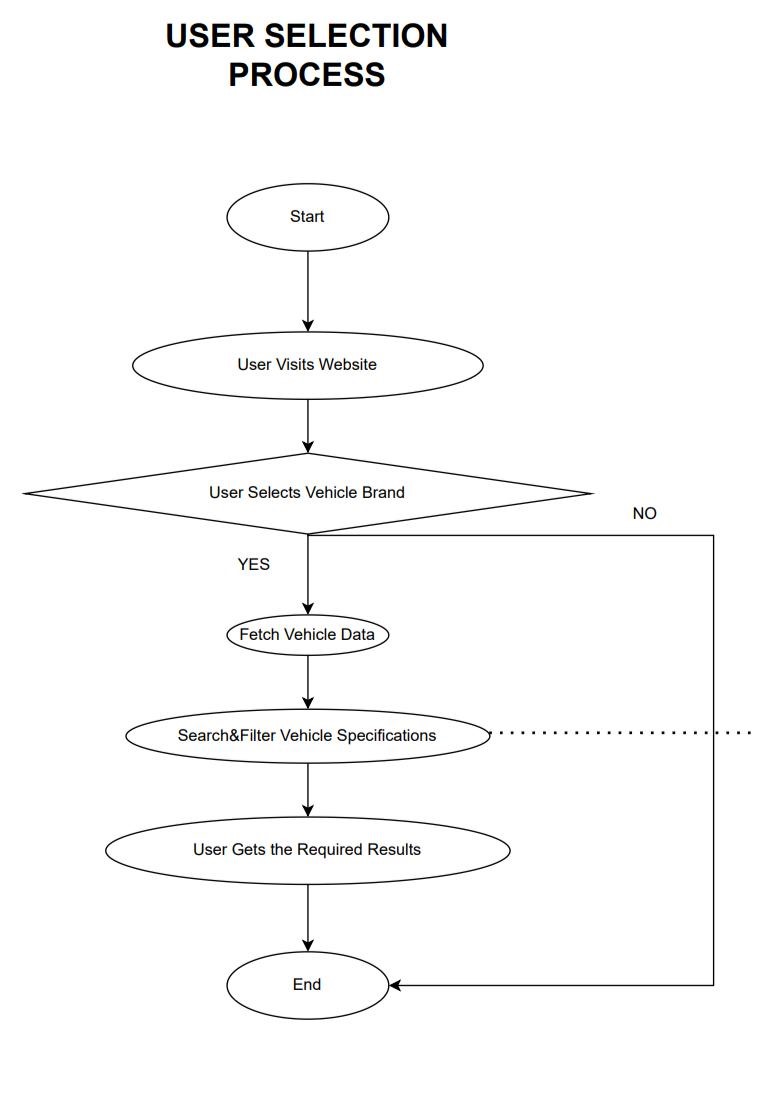 USER SELECTION
PROCESS
Start
User Visits Website
User Selects Vehicle Brand
NO
YES
Fetch Vehicle Data
Search&Filter Vehicle Specifications
User Gets the Required Results
End